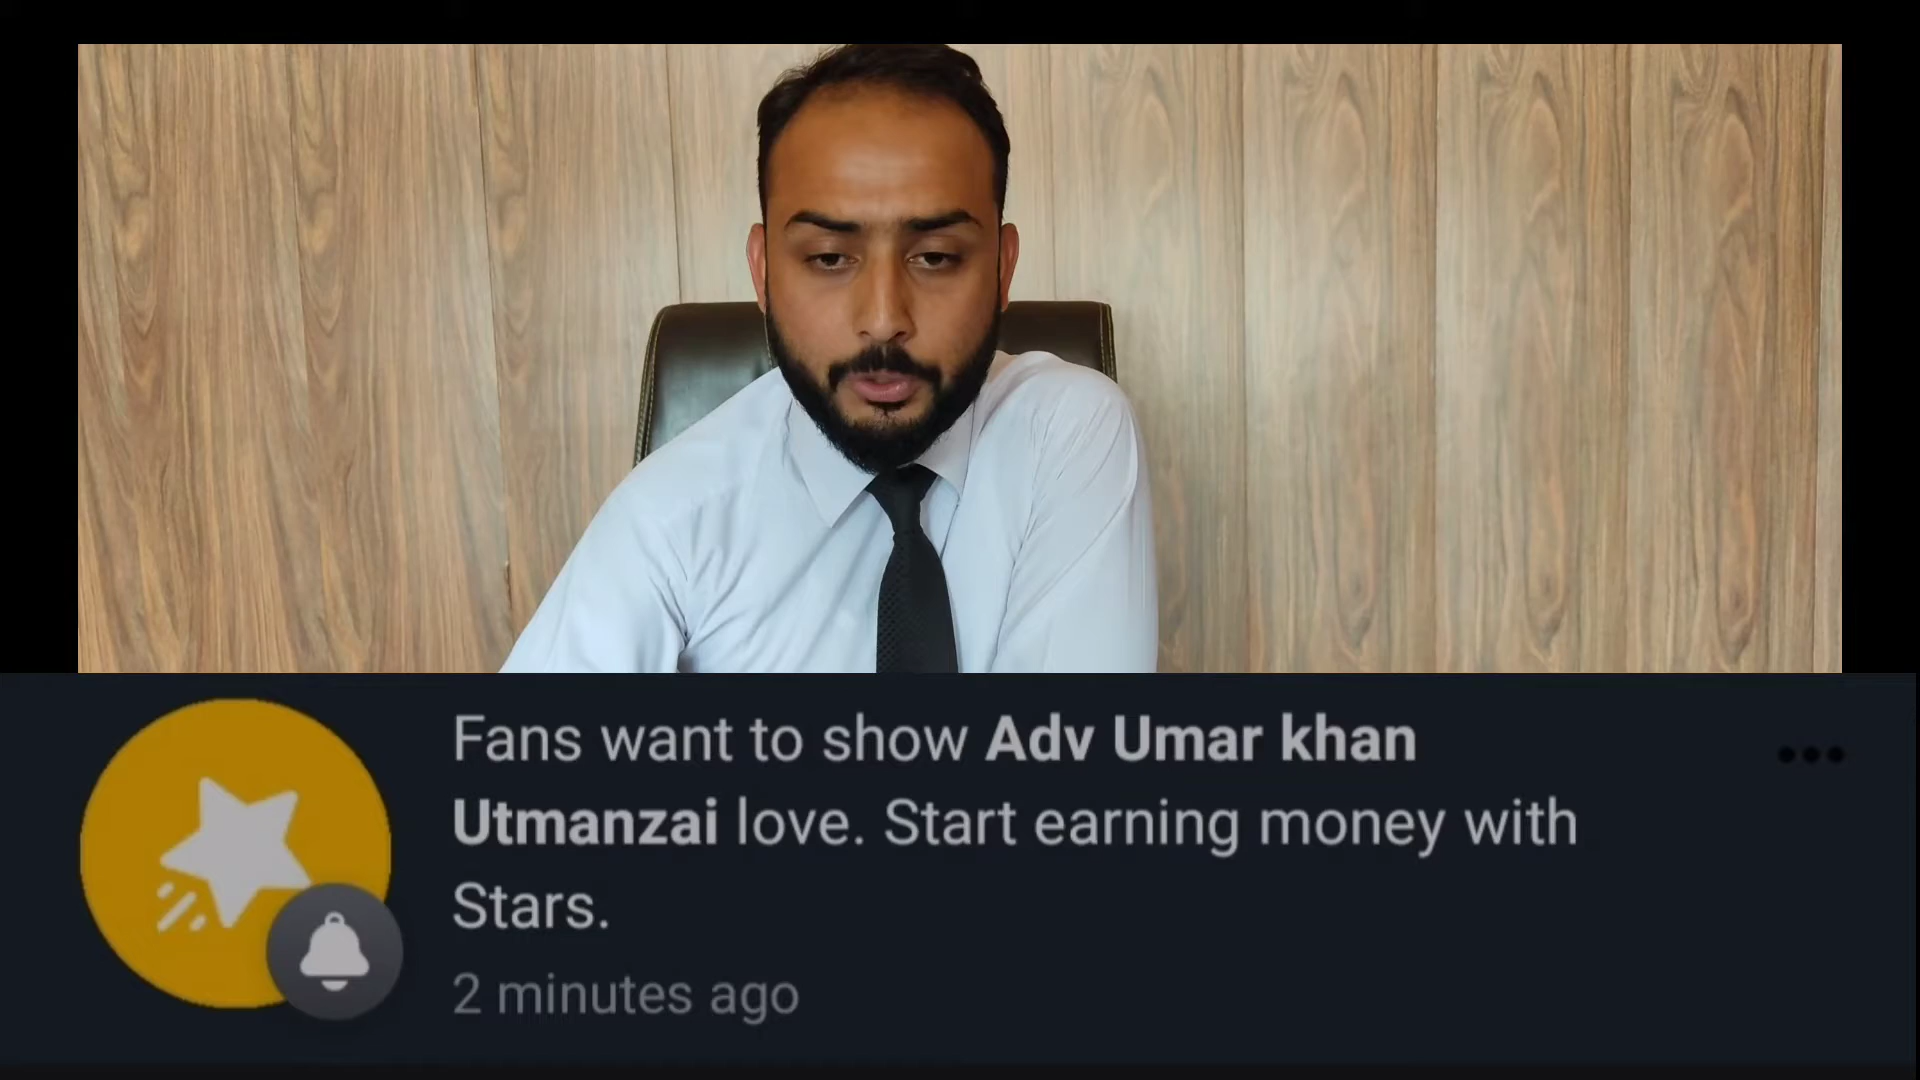 Fans want to show Adv Umar khan
Utmanzai love. Start earning money with
Stars.
2 minutes ago